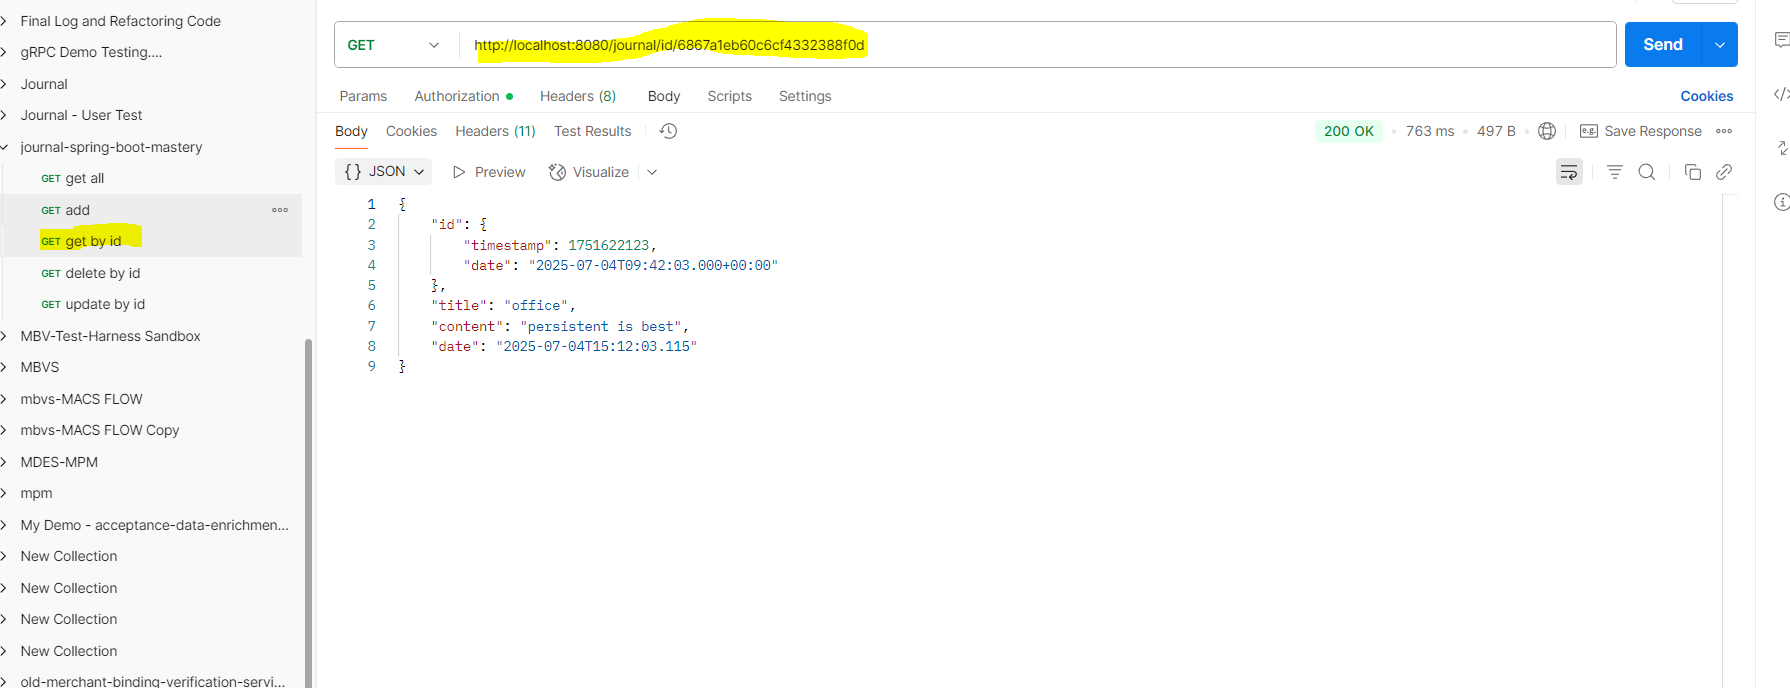 Final Log and Refactoring Code
gRPC Demo Testing....
Journal
Journal - User Test
journal-spring-boot-mastery
GET get all
GET add
GET get by id
GET delete by id
GET update by id
MBV-Test-Harness Sandbox
MBVS
mbvs-MACS FLOW
mbvs-MACS FLOW Copy
MDES-MPM
mpm
My Demo - acceptance-data-enrichmen...
New Collection
New Collection
New Collection
New Collection
old-merchant-binding-verification-servi...
GET http://localhost:8080/journal/id/6867a1eb60c6cf4332388f0d Send
Params Authorization Headers (8) Body Scripts Settings Cookies
Body Cookies Headers (11) Test Results 200 OK 763 ms 497 B e.g. Save Response
{} JSON Preview Visualize
1 {
2 "id": {
3 "timestamp": 1751622123,
4 "date": "2025-07-04T09:42:03.000+00:00"
5 },
6 "title": "office",
7 "content": "persistent is best",
8 "date": "2025-07-04T15:12:03.115"
9 }